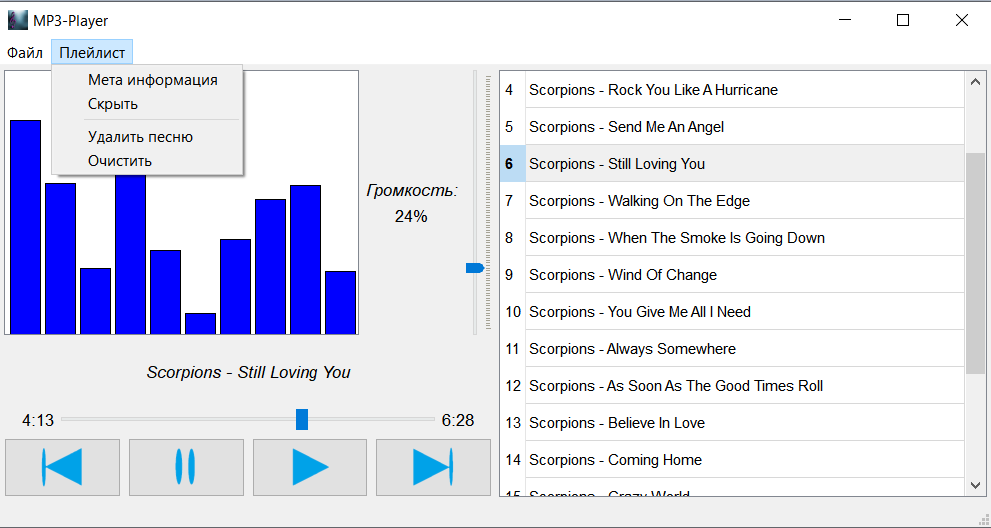 MP3-Player
Файл Плейлист
Мета информация
Скрыть
Удалить песню
Очистить
Громкость:
24%
Scorpions - Still Loving You
4:13 6:28
4 Scorpions - Rock You Like A Hurricane
5 Scorpions - Send Me An Angel
6 Scorpions - Still Loving You
7 Scorpions - Walking On The Edge
8 Scorpions - When The Smoke Is Going Down
9 Scorpions - Wind Of Change
10 Scorpions - You Give Me All I Need
11 Scorpions - Always Somewhere
12 Scorpions - As Soon As The Good Times Roll
13 Scorpions - Believe In Love
14 Scorpions - Coming Home
15 Scorpions - Crazy World